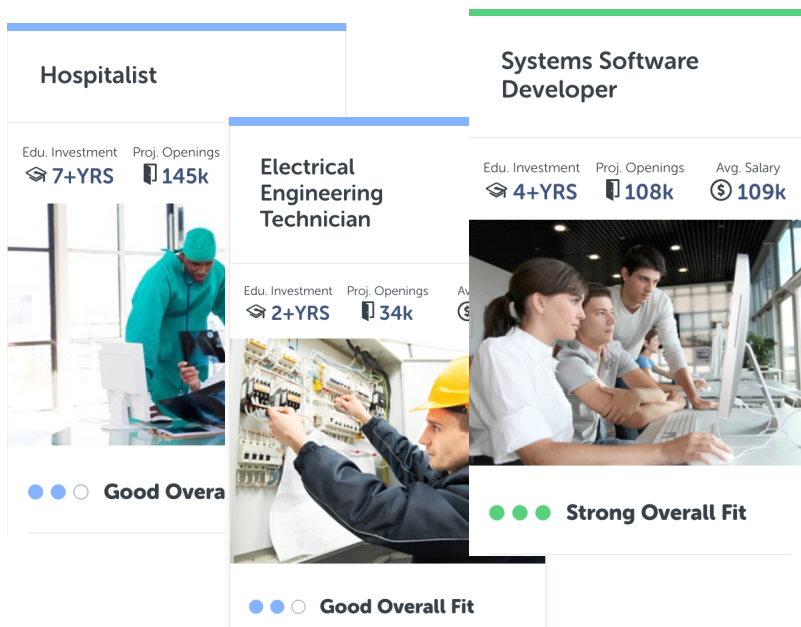 Hospitalist
Edu. Investment Proj. Openings
7+YRS 145k
Good Overa
Electrical
Engineering
Technician
Edu. Investment Proj. Openings Av
2+YRS 34k
Good Overall Fit
Systems Software
Developer
Edu. Investment Proj. Openings Avg. Salary
4+YRS 108k $ 109k
Strong Overall Fit